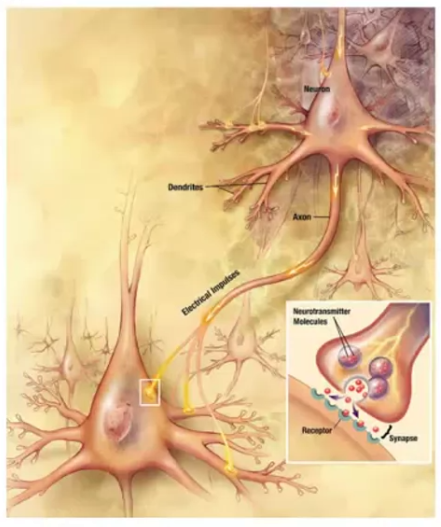 Neuron
Dendrites
Axon
Electrical Impulses
Neurotransmitter
Molecules
Receptor
Synapse